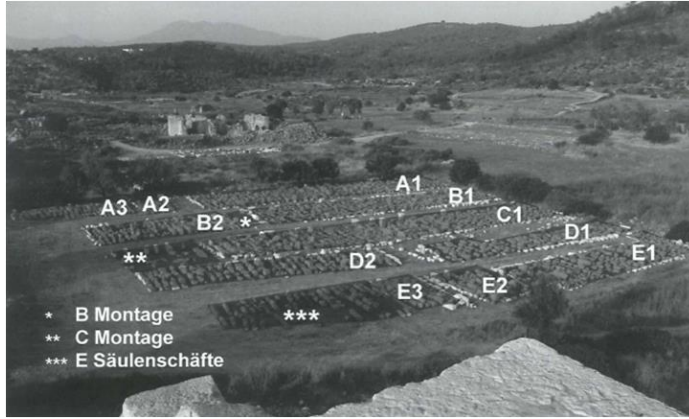 A1
A3 A2 B1
B2 * C1
** D1
D2 E1
E3 E2
***
* B Montage
** C Montage
*** E Säulenschäfte